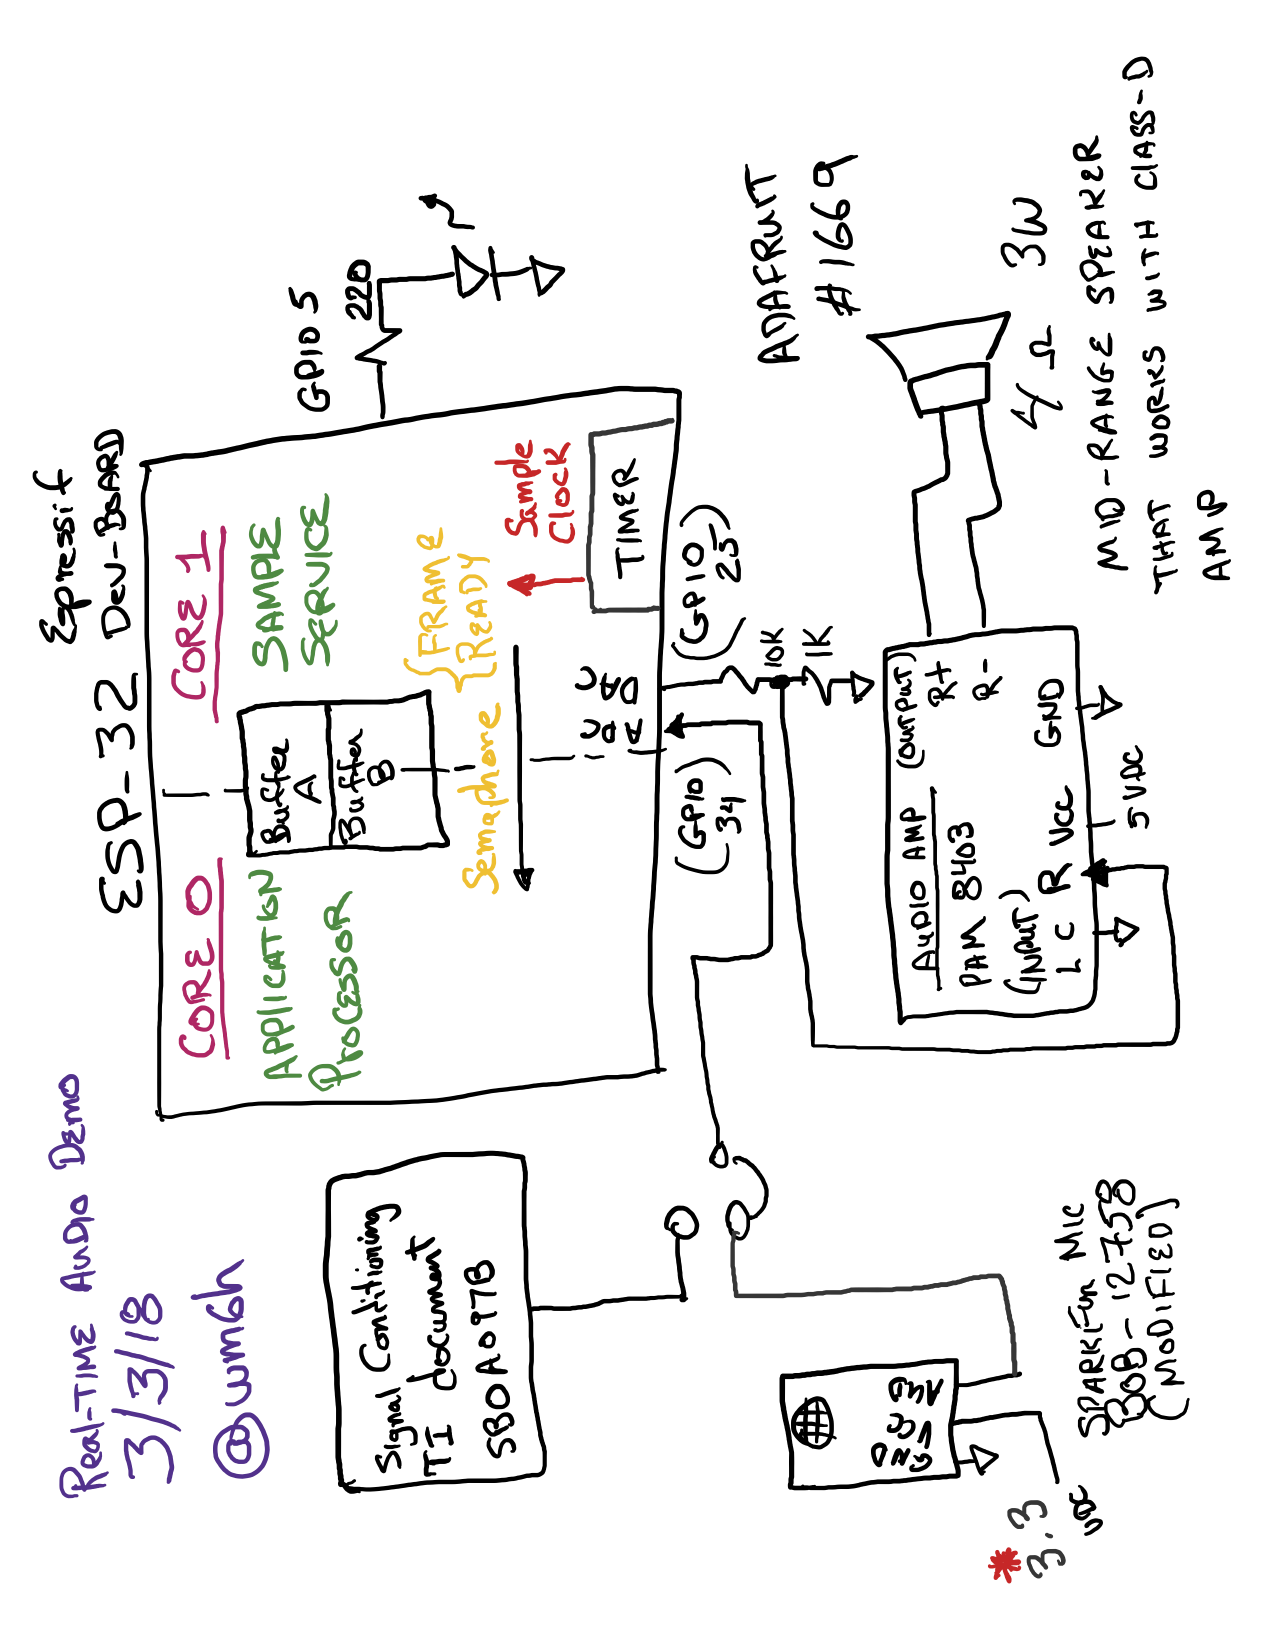 Real-TIME AUDIO DEMO
3/3/18
@wm6h
Espressif
ESP-32 Dev-BOARD
CORE 0
APPLICATION
PROCESSOR
CORE 1
SAMPLE
SERVICE
Buffer
A
Buffer
B
Semaphore
{FRAME
READY
Sample
Clock
TIMER
ADC
DAC
GPIO 5
220
(GPIO
34)
(GPIO
25)
10K
1K
Signal Conditioning
TI document
SBOA097B
GND
VCC
AUD
* 3.3
VDC
SPARKFun MIC
BOB-12758
(MODIFIED)
AUDIO AMP
PAM 8403
(INPUT)
L C R VCC GND
(OUTPUT)
R+
R-
5 VDC
ADAFRUIT
#1669
4 Ω 3W
MID-RANGE SPEAKER
THAT WORKS WITH CLASS-D
AMP